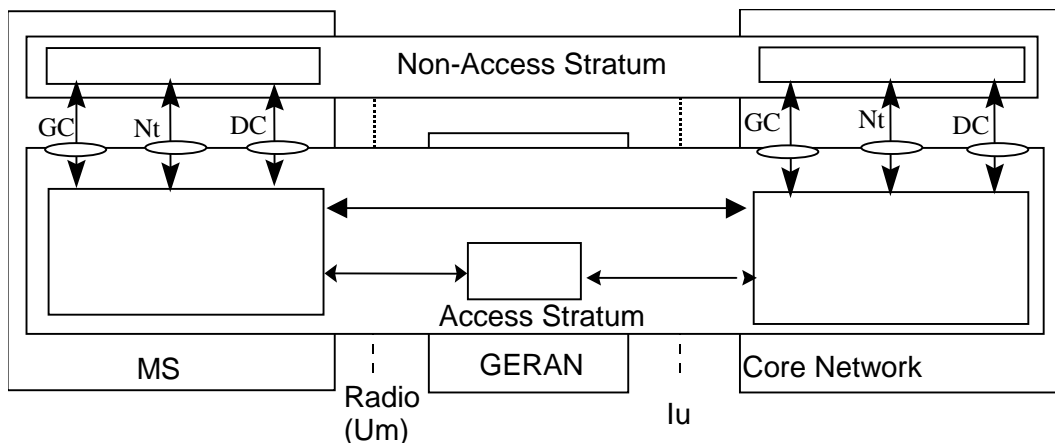 Non-Access Stratum
GC
Nt
DC
GC
Nt
DC
Access Stratum
MS
GERAN
Core Network
Radio
(Um)
Iu